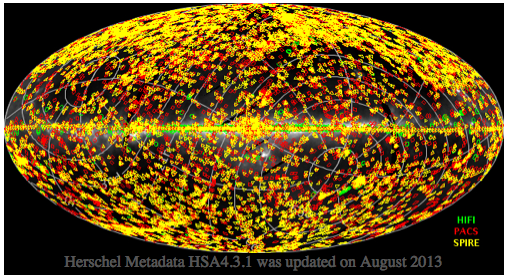 HIFI
PACS
SPIRE
Herschel Metadata HSA4.3.1 was updated on August 2013